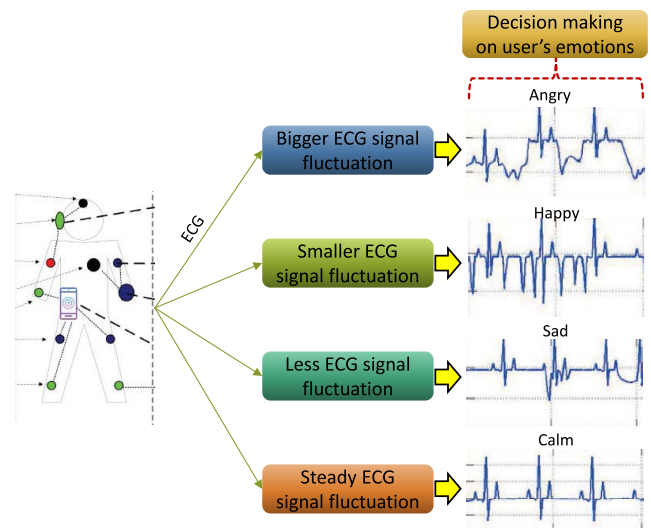 Decision making
on user's emotions
Angry
Bigger ECG signal
fluctuation
ECG
Happy
Smaller ECG
signal fluctuation
Sad
Less ECG signal
fluctuation
Calm
Steady ECG
signal fluctuation